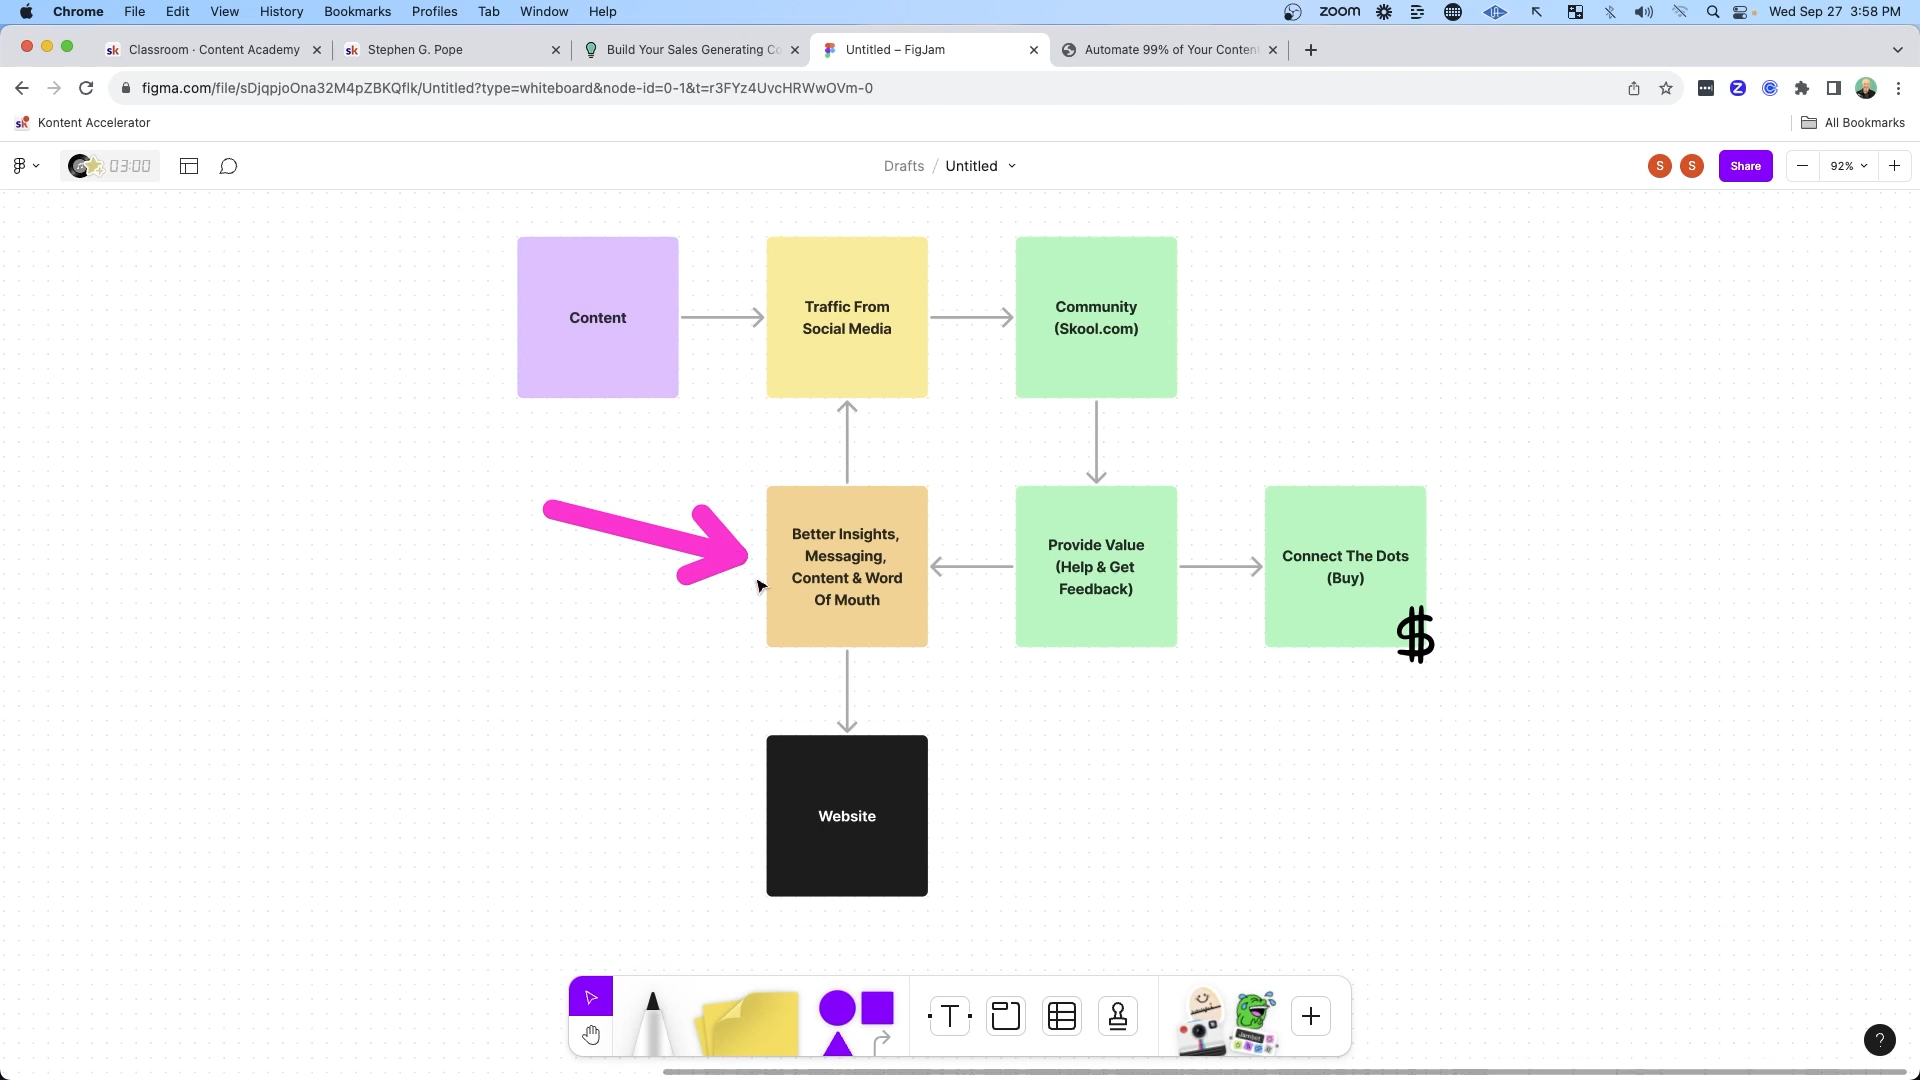 Chrome File Edit View History Bookmarks Profiles Tab Window Help zoom Wed Sep 27 3:58 PM
sk Classroom · Content Academy sk Stephen G. Pope Build Your Sales Generating Co Untitled – FigJam Automate 99% of Your Conten
figma.com/file/sDjqpjoOna32M4pZBKQflk/Untitled?type=whiteboard&node-id=0-1&t=r3FYz4UvcHRWwOVm-0
sk Kontent Accelerator All Bookmarks
03:00 Drafts / Untitled S S Share 92%
Content
Traffic From
Social Media
Community
(Skool.com)
Better Insights,
Messaging,
Content & Word
Of Mouth
Provide Value
(Help & Get
Feedback)
Connect The Dots
(Buy)
$
Website
T
?